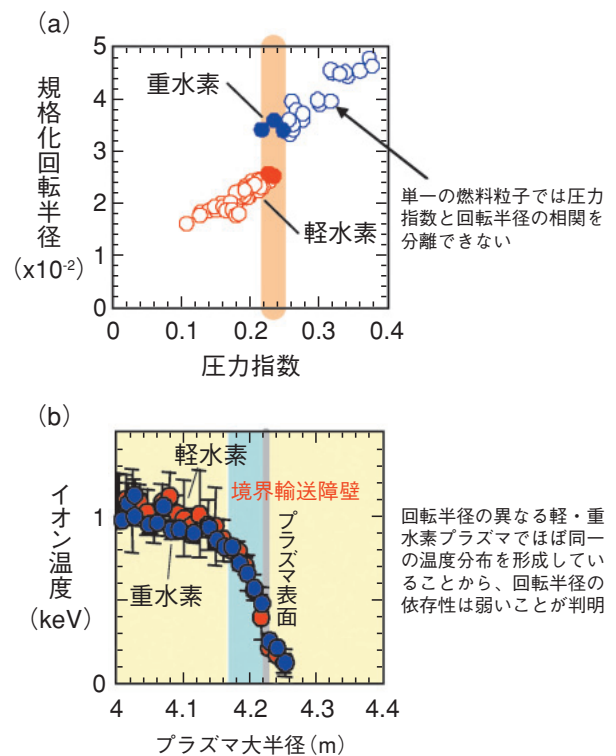 (a)
5
4
3
2
1
0
規格化回転半径
(x10⁻²)
重水素
軽水素
単一の燃料粒子では圧力
指数と回転半径の相関を
分離できない
0 0.1 0.2 0.3 0.4
圧力指数
(b)
1
0
イオン温度
(keV)
軽水素
境界輸送障壁
プラズマ表面
重水素
回転半径の異なる軽・重
水素プラズマでほぼ同一
の温度分布を形成してい
ることから、回転半径の
依存性は弱いことが判明
4 4.1 4.2 4.3 4.4
プラズマ大半径(m)